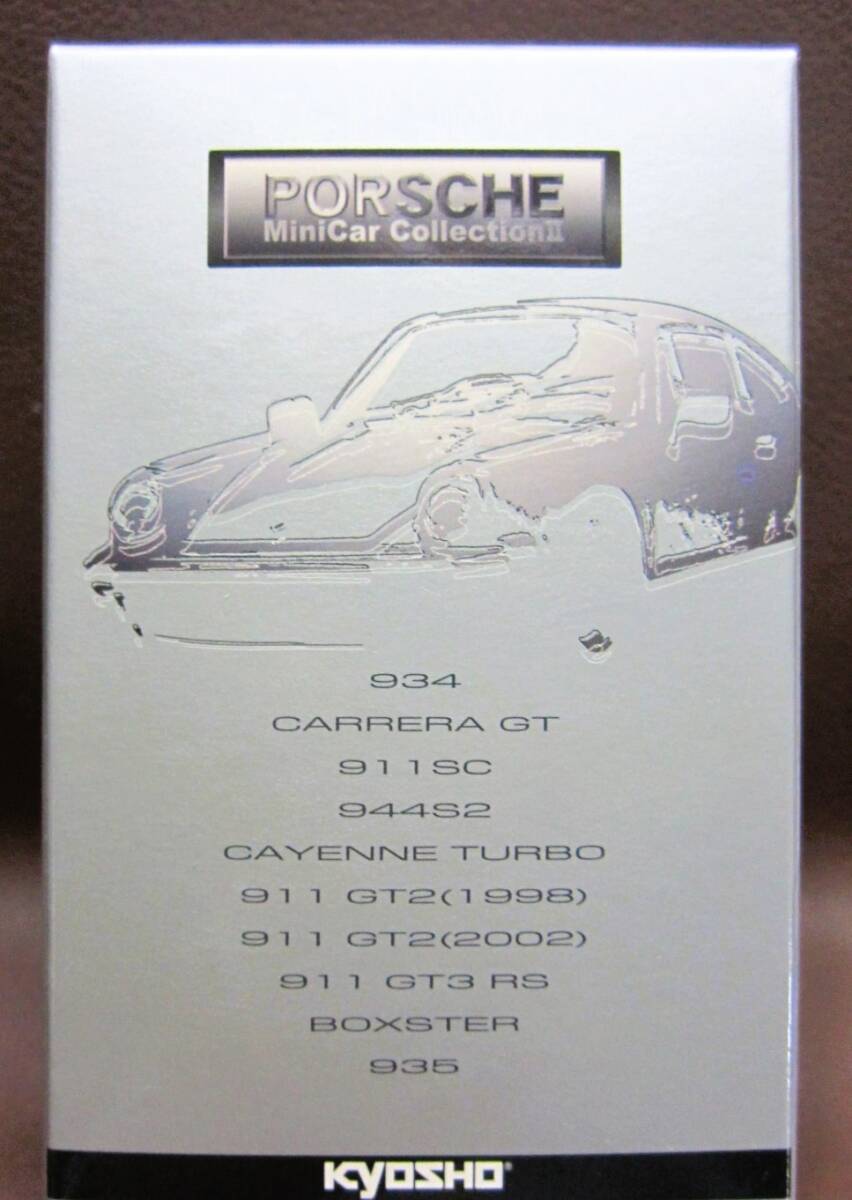 PORSCHE
MiniCar CollectionII
934
CARRERA GT
911SC
944S2
CAYENNE TURBO
911 GT2(1998)
911 GT2(2002)
911 GT3 RS
BOXSTER
935
KYOSHO